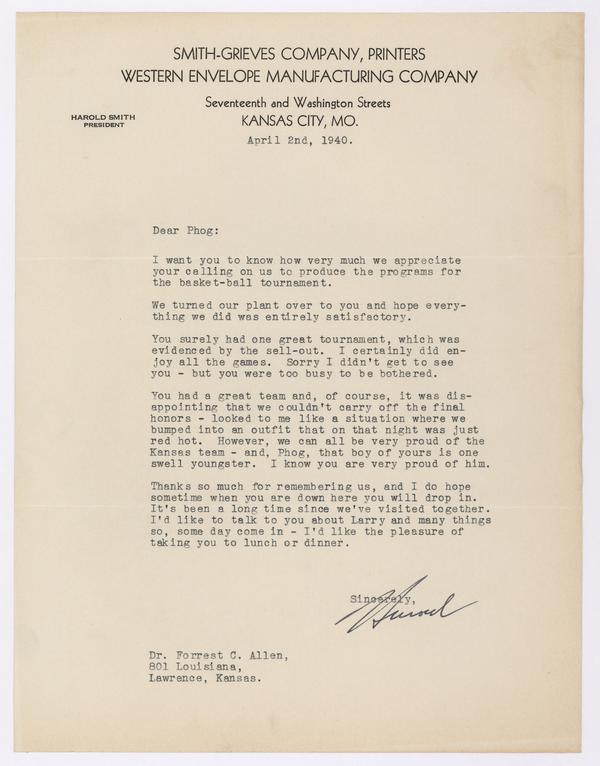 SMITH-GRIEVES COMPANY, PRINTERS
WESTERN ENVELOPE MANUFACTURING COMPANY
Seventeenth and Washington Streets
KANSAS CITY, MO.
HAROLD SMITH
PRESIDENT
April 2nd, 1940.
Dear Phog:
I want you to know how very much we appreciate
your calling on us to produce the programs for
the basket-ball tournament.
We turned our plant over to you and hope every-
thing we did was entirely satisfactory.
You surely had one great tournament, which was
evidenced by the sell-out.  I certainly did en-
joy all the games.  Sorry I didn't get to see
you - but you were too busy to be bothered.
You had a great team and, of course, it was dis-
appointing that we couldn't carry off the final
honors - looked to me like a situation where we
bumped into an outfit that on that night was just
red hot.  However, we can all be very proud of the
Kansas team - and, Phog, that boy of yours is one
swell youngster.  I know you are very proud of him.
Thanks so much for remembering us, and I do hope
sometime when you are down here you will drop in.
It's been a long time since we've visited together.
I'd like to talk to you about Larry and many things
so, some day come in - I'd like the pleasure of
taking you to lunch or dinner.
Sincerely,
Harold
Dr. Forrest C. Allen,
801 Louisiana,
Lawrence, Kansas.